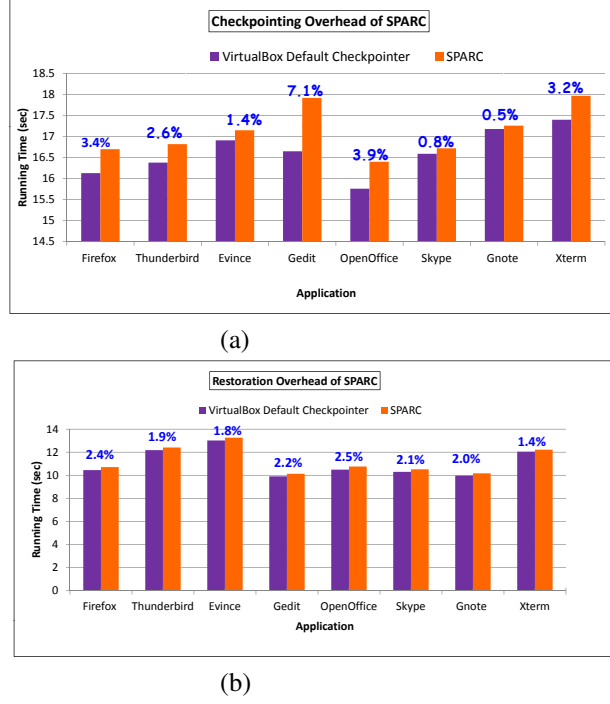 Checkpointing Overhead of SPARC
VirtualBox Default Checkpointer SPARC
18.5
18
17.5
17
16.5
16
15.5
15
14.5
Running Time (sec)
3.4%
2.6%
1.4%
7.1%
3.9%
0.8%
0.5%
3.2%
Firefox Thunderbird Evince Gedit OpenOffice Skype Gnote Xterm
Application
(a)
Restoration Overhead of SPARC
VirtualBox Default Checkpointer SPARC
14
12
10
8
6
4
2
0
Running Time (sec)
2.4%
1.9%
1.8%
2.2%
2.5%
2.1%
2.0%
1.4%
Firefox Thunderbird Evince Gedit OpenOffice Skype Gnote Xterm
Application
(b)